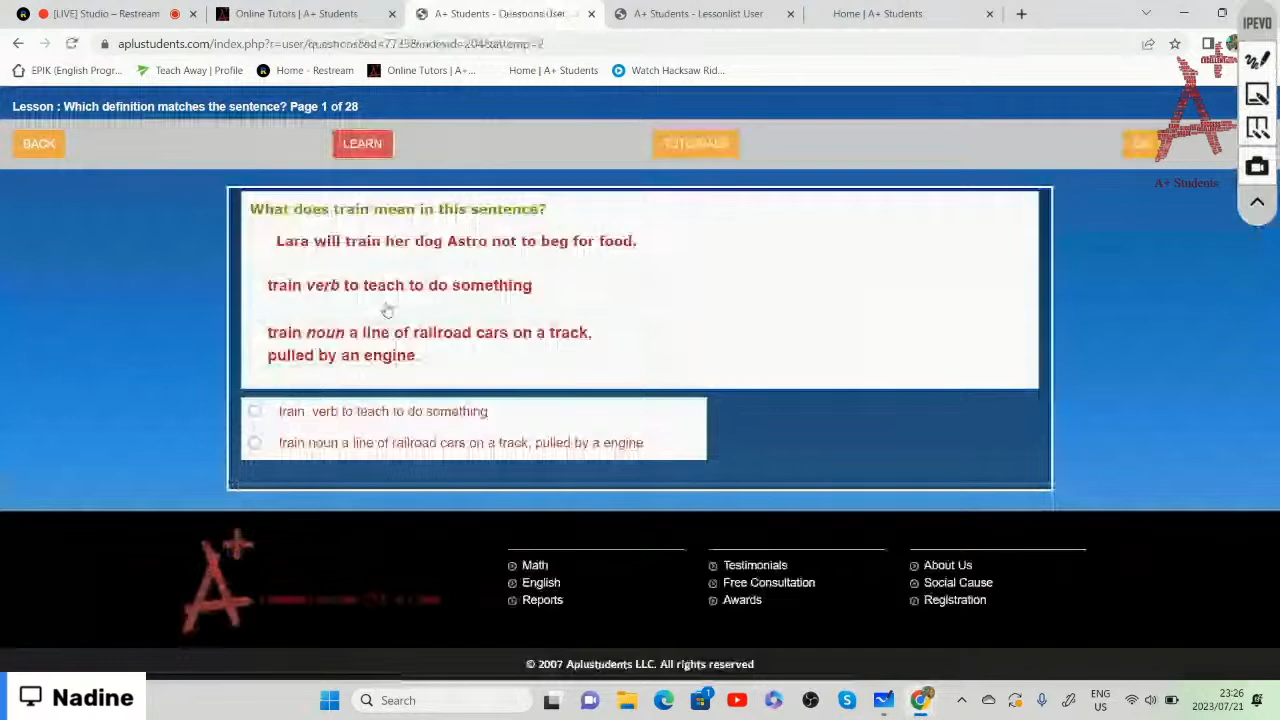 [LIVE] Studio – Restream
Online Tutors | A+ Students
A+ Students -
A+ Students - Lessonlist User
Home | A+ Students
IPEVO
EPIK (English Progr...
Teach Away | Profile
Home - Restream
Online Tutors | A+...
Home | A+ Students
Watch Hacksaw Rid...
Lesson : Which definition matches the sentence? Page 1 of 28
BACK
LEARN
TUTORIALS
A+ Students
What does train mean in this sentence?
Lara will train her dog Astro not to beg for food.
train verb to teach to do something
train noun a line of railroad cars on a track,
pulled by an engine.
train verb to teach to do something
train noun a line of railroad cars on a track, pulled by a engine
Math
English
Reports
Testimonials
Free Consultation
Awards
About Us
Social Cause
Registration
© 2007 Aplustudents LLC. All rights reserved
Nadine
Search
ENG
US
23:26
2023/07/21